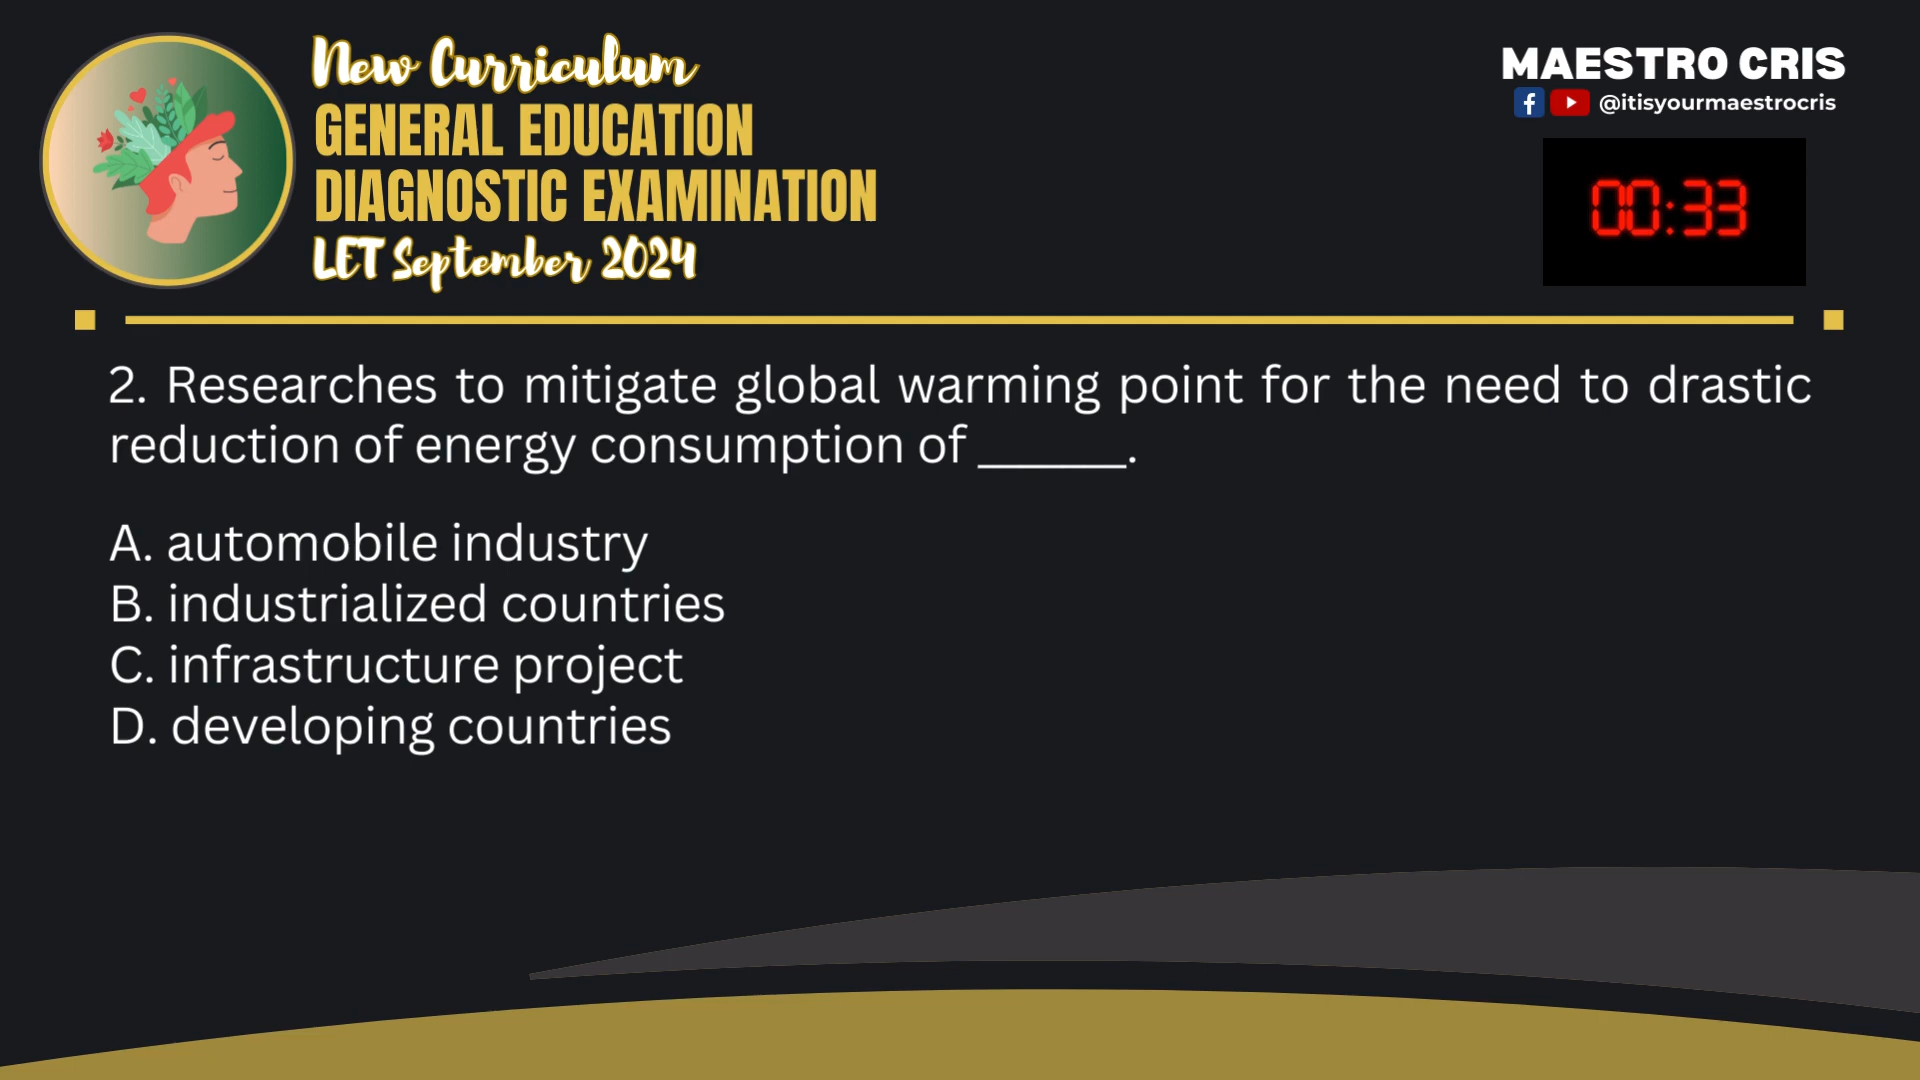 New Curriculum
GENERAL EDUCATION
DIAGNOSTIC EXAMINATION
LET September 2024
MAESTRO CRIS
@itisyourmaestrocris
00:33
2. Researches to mitigate global warming point for the need to drastic
reduction of energy consumption of ______.
A. automobile industry
B. industrialized countries
C. infrastructure project
D. developing countries